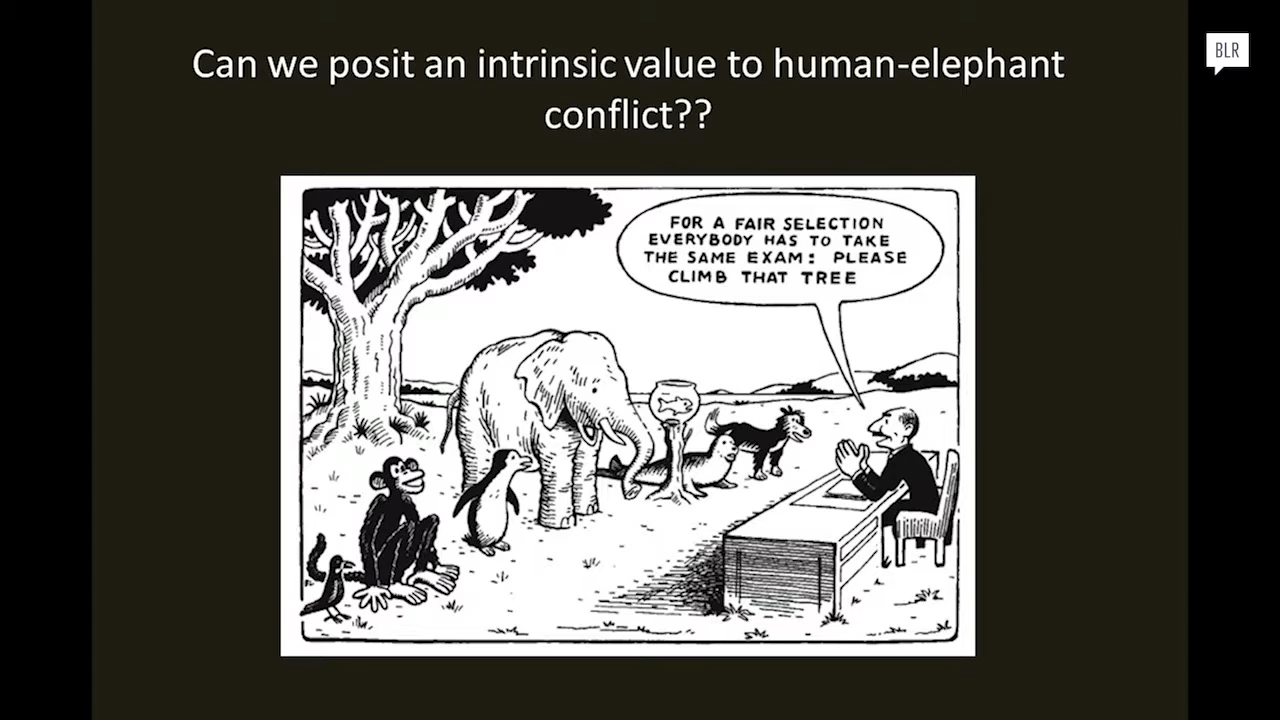 Can we posit an intrinsic value to human-elephant
conflict??
BLR
FOR A FAIR SELECTION
EVERYBODY HAS TO TAKE
THE SAME EXAM: PLEASE
CLIMB THAT TREE